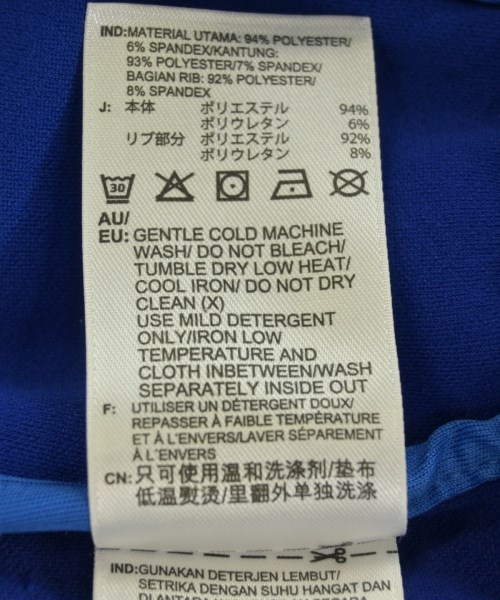 IND:MATERIAL UTAMA: 94% POLYESTER/
6% SPANDEX/KANTUNG:
93% POLYESTER/7% SPANDEX/
BAGIAN RIB: 92% POLYESTER/
8% SPANDEX
J: 本体 ポリエステル 94%
ポリウレタン 6%
リブ部分 ポリエステル 92%
ポリウレタン 8%
30
AU/
EU: GENTLE COLD MACHINE
WASH/ DO NOT BLEACH/
TUMBLE DRY LOW HEAT/
COOL IRON/ DO NOT DRY
CLEAN (X)
USE MILD DETERGENT
ONLY/IRON LOW
TEMPERATURE AND
CLOTH INBETWEEN/WASH
SEPARATELY INSIDE OUT
F: UTILISER UN DÉTERGENT DOUX/
REPASSER À FAIBLE TEMPÉRATURE
ET À L'ENVERS/LAVER SÉPAREMENT
À L'ENVERS
CN: 只可使用温和洗涤剂/垫布
低温熨烫/里翻外单独洗涤
IND:GUNAKAN DETERJEN LEMBUT/
SETRIKA DENGAN SUHU HANGAT DAN